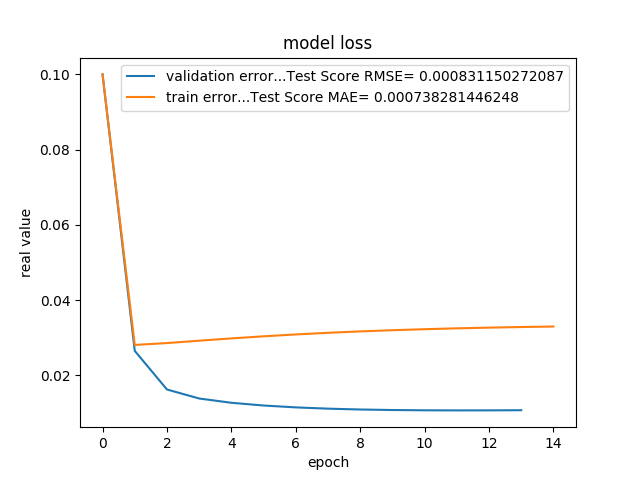 model loss
validation error...Test Score RMSE= 0.000831150272087
train error...Test Score MAE= 0.000738281446248
0.10
0.08
0.06
0.04
0.02
real value
0 2 4 6 8 10 12 14
epoch